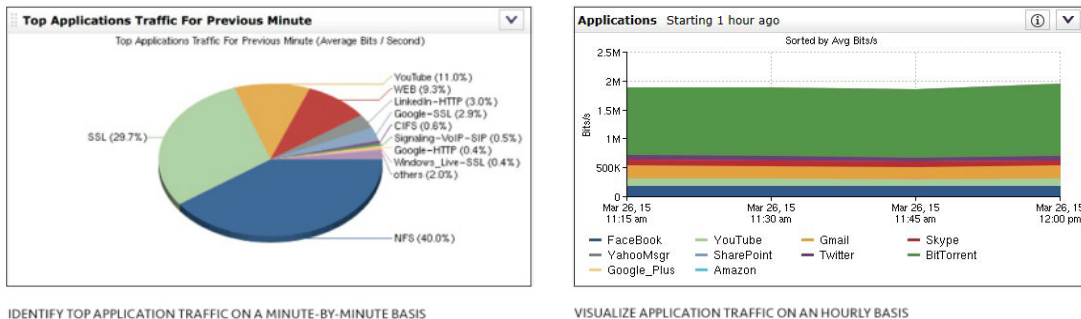 Top Applications Traffic For Previous Minute
Top Applications Traffic For Previous Minute (Average Bits / Second)
YouTube (11.0%)
WEB (9.3%)
LinkedIn-HTTP (3.0%)
Google-SSL (2.9%)
CIFS (0.6%)
Signaling-VoIP-SIP (0.5%)
Google-HTTP (0.4%)
Windows_Live-SSL (0.4%)
others (2.0%)
SSL (29.7%)
NFS (40.0%)
IDENTIFY TOP APPLICATION TRAFFIC ON A MINUTE-BY-MINUTE BASIS
Applications Starting 1 hour ago
Sorted by Avg Bits/s
2.5M
2M
1.5M
1M
500K
0
Bits/s
Mar 26, 15
11:15 am
Mar 26, 15
11:30 am
Mar 26, 15
11:45 am
Mar 26, 15
12:00 pm
FaceBook
YouTube
Gmail
Skype
YahooMsgr
SharePoint
Twitter
BitTorrent
Google_Plus
Amazon
VISUALIZE APPLICATION TRAFFIC ON AN HOURLY BASIS